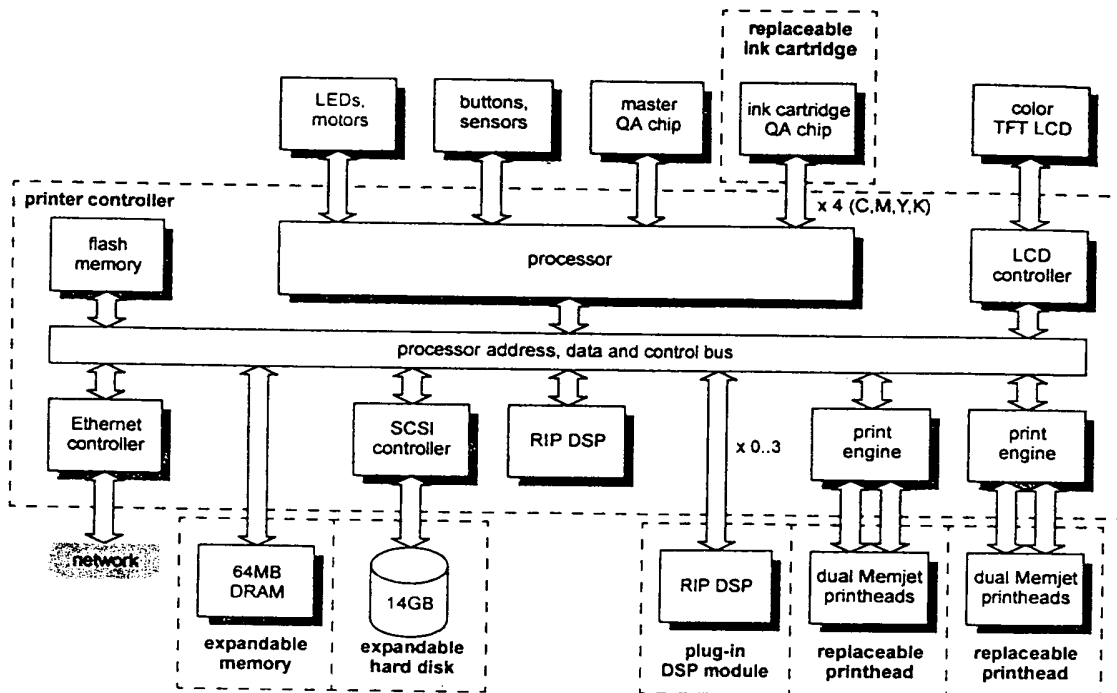 replaceable
ink cartridge
LEDs,
motors
buttons,
sensors
master
QA chip
ink cartridge
QA chip
color
TFT LCD
printer controller
x 4 (C,M,Y,K)
flash
memory
processor
LCD
controller
processor address, data and control bus
Ethernet
controller
SCSI
controller
RIP DSP
x 0..3
print
engine
print
engine
network
64MB
DRAM
14GB
RIP DSP
dual Memjet
printheads
dual Memjet
printheads
expandable
memory
expandable
hard disk
plug-in
DSP module
replaceable
printhead
replaceable
printhead